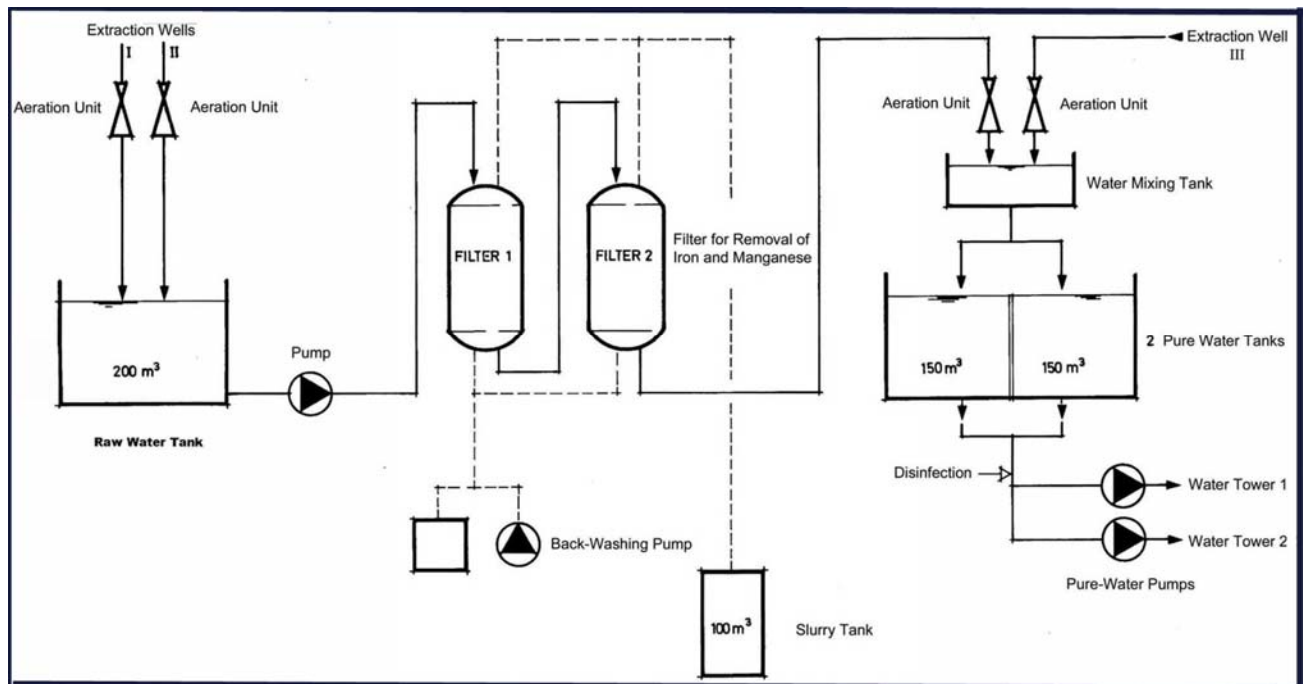 Extraction Wells
I
II
Aeration Unit
Aeration Unit
200 m³
Raw Water Tank
Pump
FILTER 1
FILTER 2
Filter for Removal of
Iron and Manganese
Back-Washing Pump
100 m³
Slurry Tank
Extraction Well
III
Aeration Unit
Aeration Unit
Water Mixing Tank
150 m³
150 m³
2 Pure Water Tanks
Disinfection
Water Tower 1
Water Tower 2
Pure-Water Pumps